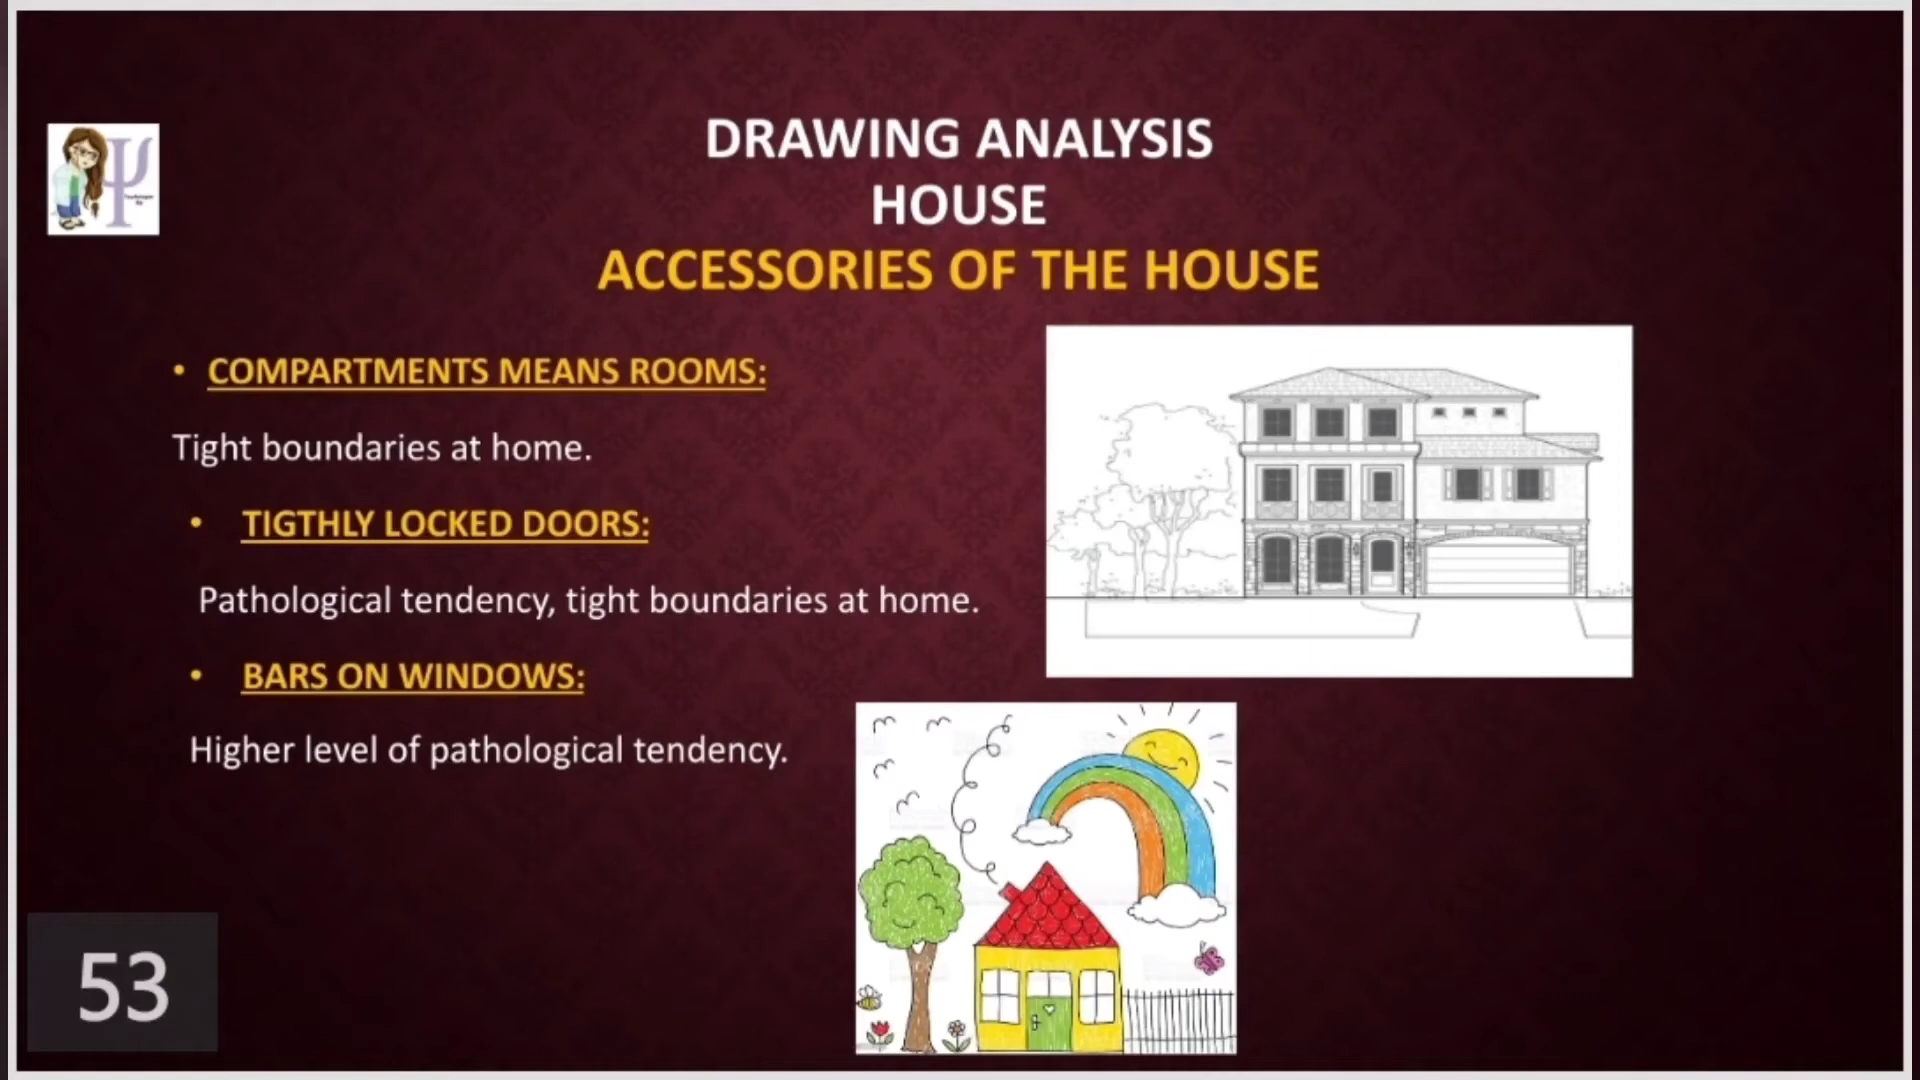 DRAWING ANALYSIS
HOUSE
ACCESSORIES OF THE HOUSE
• COMPARTMENTS MEANS ROOMS:
Tight boundaries at home.
• TIGTHLY LOCKED DOORS:
Pathological tendency, tight boundaries at home.
• BARS ON WINDOWS:
Higher level of pathological tendency.
53